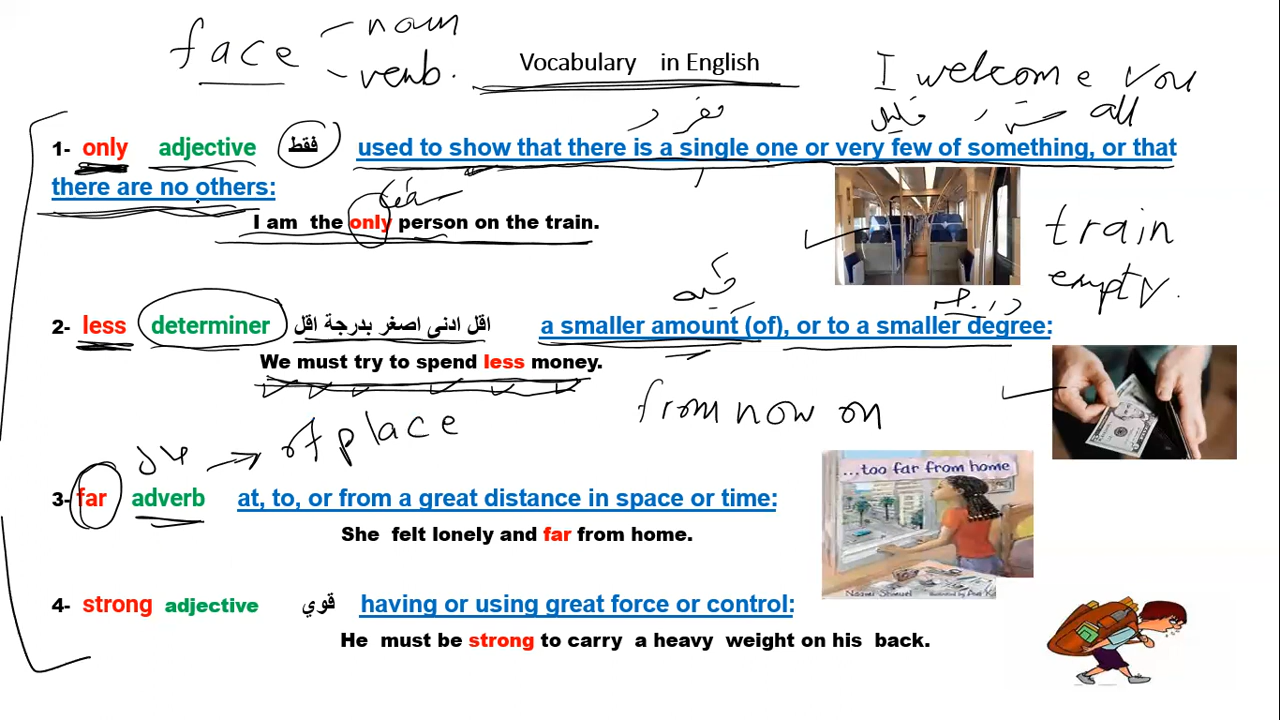 face
noun
verb.
Vocabulary in English
I welcome you
all
1- only adjective فقط used to show that there is a single one or very few of something, or that
there are no others:
I am the only person on the train.
train
empty.
2- less determiner اقل ادنى اصغر بدرجة اقل a smaller amount (of), or to a smaller degree:
We must try to spend less money.
from now on
of place
...too far from home
3- far adverb at, to, or from a great distance in space or time:
She felt lonely and far from home.
Naomi Shmuel
4- strong adjective قوي having or using great force or control:
He must be strong to carry a heavy weight on his back.